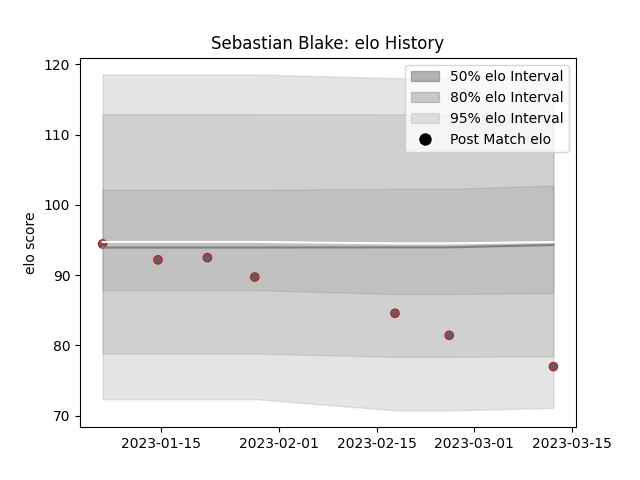 Sebastian Blake: elo History
120
110
100
90
80
70
elo score
50% elo Interval
80% elo Interval
95% elo Interval
Post Match elo
2023-01-15
2023-02-01
2023-02-15
2023-03-01
2023-03-15